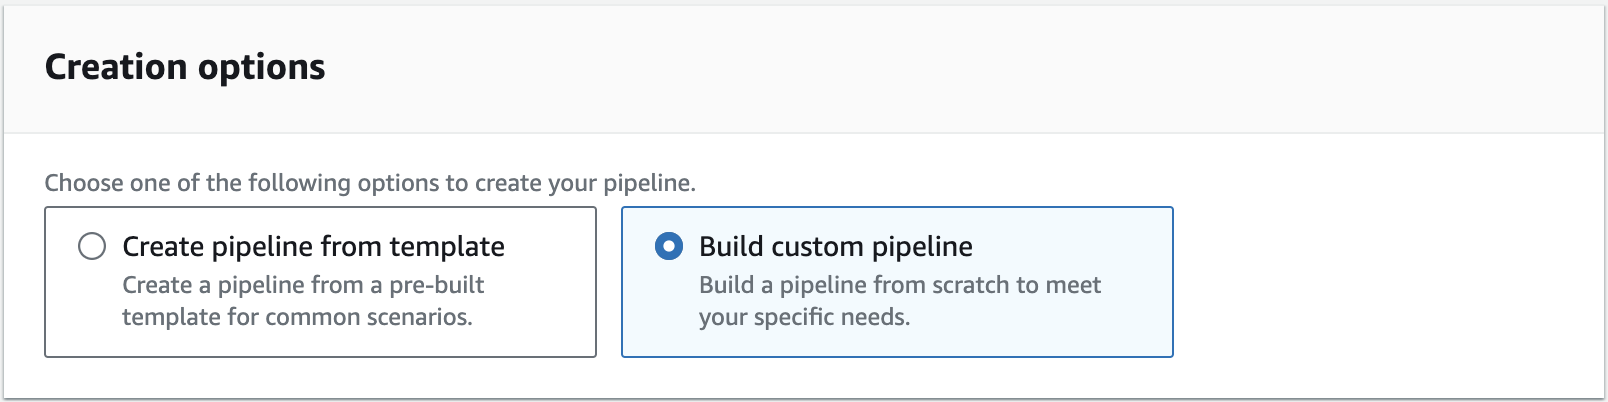 Creation options
Choose one of the following options to create your pipeline.
Create pipeline from template
Create a pipeline from a pre-built
template for common scenarios.
Build custom pipeline
Build a pipeline from scratch to meet
your specific needs.